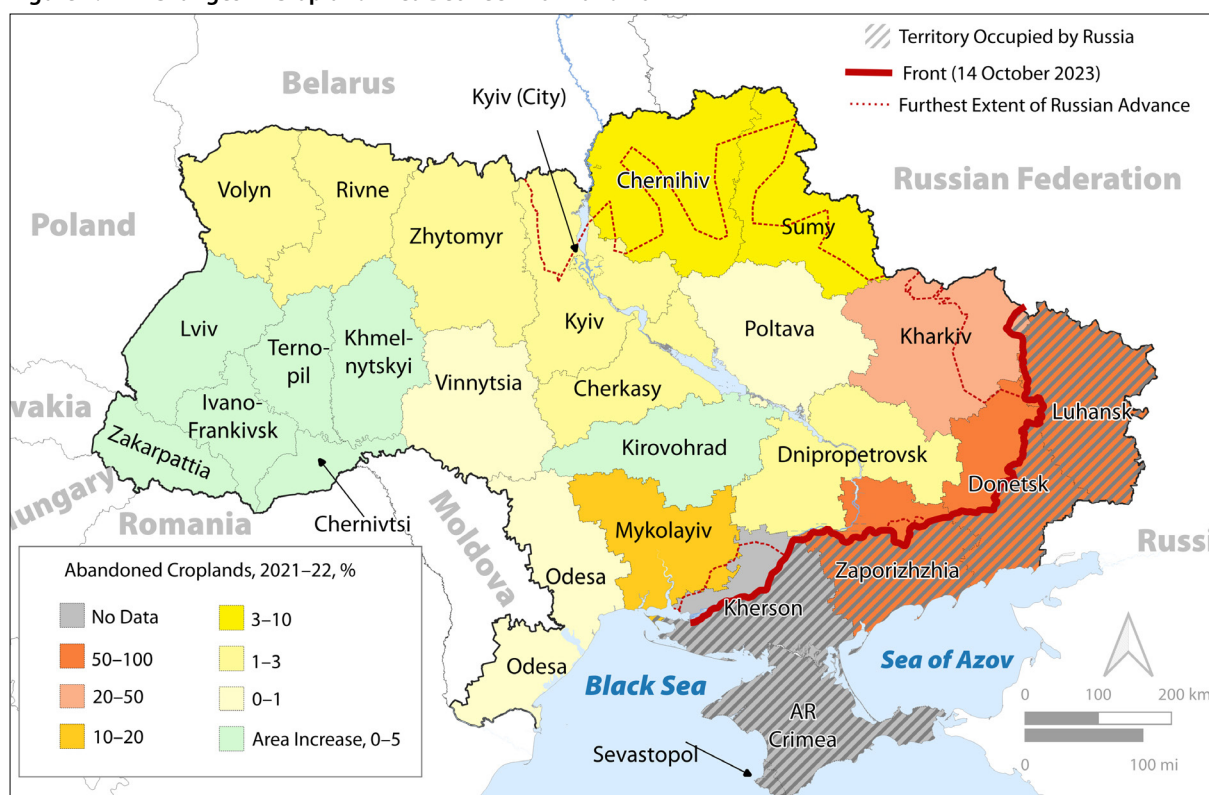 Territory Occupied by Russia
Belarus
Front (14 October 2023)
Kyiv (City)
Furthest Extent of Russian Advance
Chernihiv
Russian Federation
Volyn
Rivne
Poland
Zhytomyr
Sumy
Lviv
Kyiv
Poltava
Kharkiv
Terno-
pil
Khmel-
nytskyi
Vinnytsia
Cherkasy
vakia
Ivano-
Frankivsk
Luhansk
Zakarpattia
Kirovohrad
Dnipropetrovsk
Hungary
Donetsk
Romania
Chernivtsi
Moldova
Mykolayiv
Russi
Abandoned Croplands, 2021–22, %
Odesa
Zaporizhzhia
No Data
3–10
Kherson
50–100
1–3
Odesa
Black Sea
Sea of Azov
20–50
0–1
0 100 200 km
AR
Crimea
10–20
Area Increase, 0–5
Sevastopol
0 100 mi